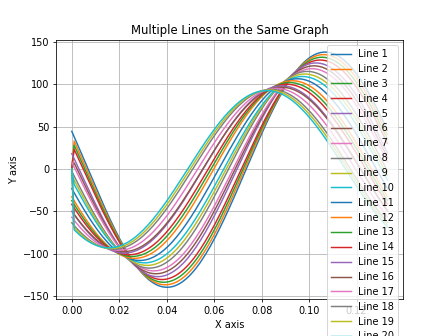 Multiple Lines on the Same Graph
Y axis
150
100
50
0
−50
−100
−150
0.00
0.02
0.04
0.06
0.08
0.10
X axis
Line 1
Line 2
Line 3
Line 4
Line 5
Line 6
Line 7
Line 8
Line 9
Line 10
Line 11
Line 12
Line 13
Line 14
Line 15
Line 16
Line 17
Line 18
Line 19
Line 20